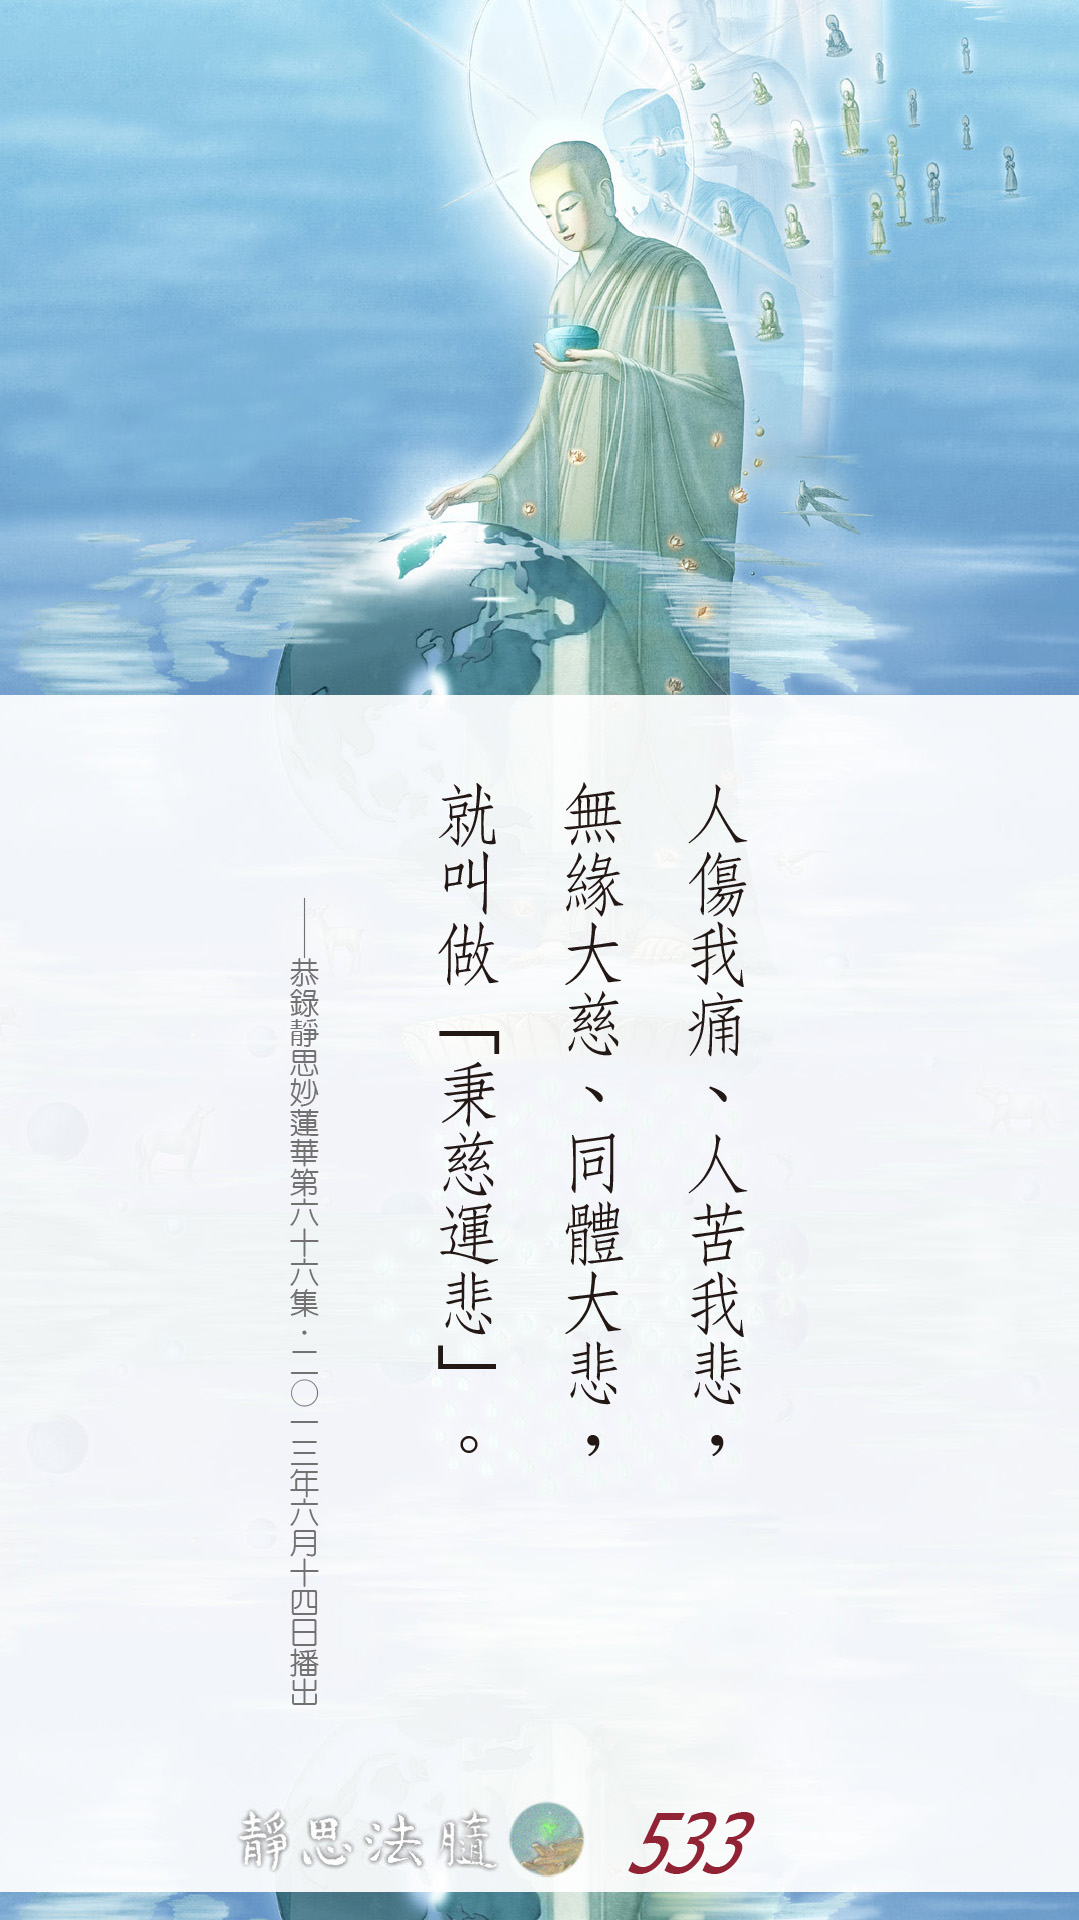 人傷我痛、人苦我悲，
無緣大慈、同體大悲，
就叫做「秉慈運悲」。
——恭錄靜思妙蓮華第六十六集．二〇一三年六月十四日播出
靜思法髓
533